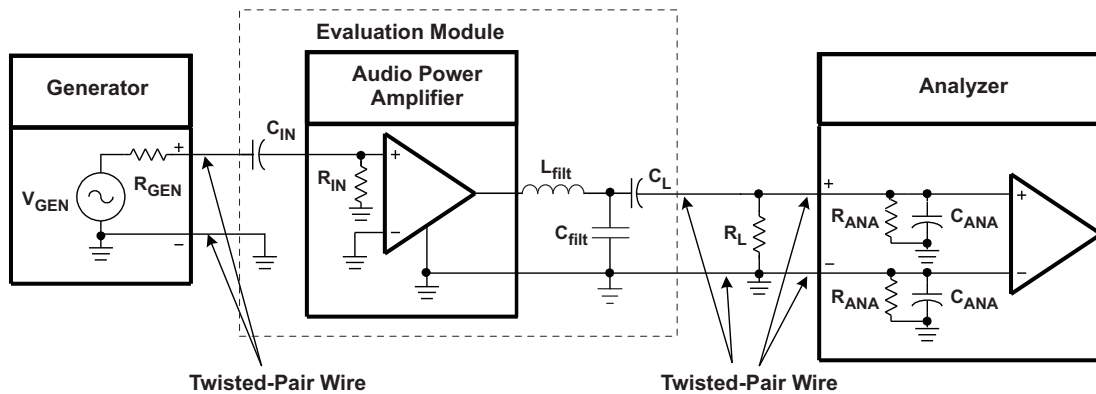 Evaluation Module
Generator
Audio Power
Amplifier
Analyzer
C_IN
+
R_GEN
V_GEN
−
R_IN
+
−
L_filt
C_L
C_filt
R_L
+
R_ANA
C_ANA
+
−
R_ANA
C_ANA
−
Twisted-Pair Wire
Twisted-Pair Wire